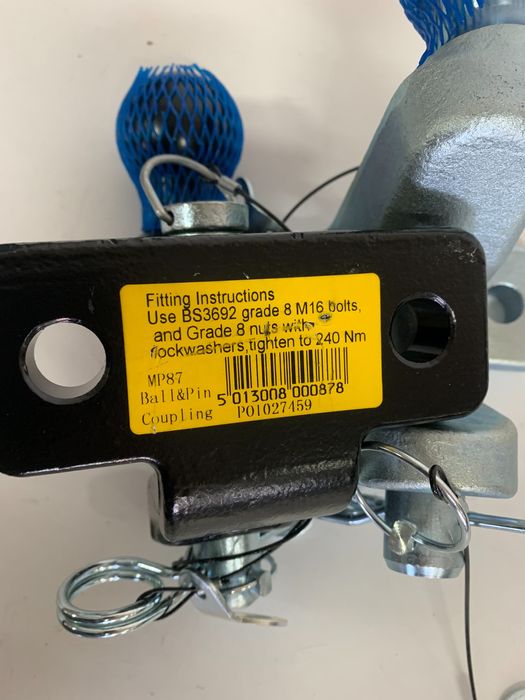 Fitting Instructions
Use BS3692 grade 8 M16 bolts,
and Grade 8 nuts with
lockwashers,tighten to 240 Nm
MP87
Ball&Pin
Coupling
5 013008 000878
P01027459